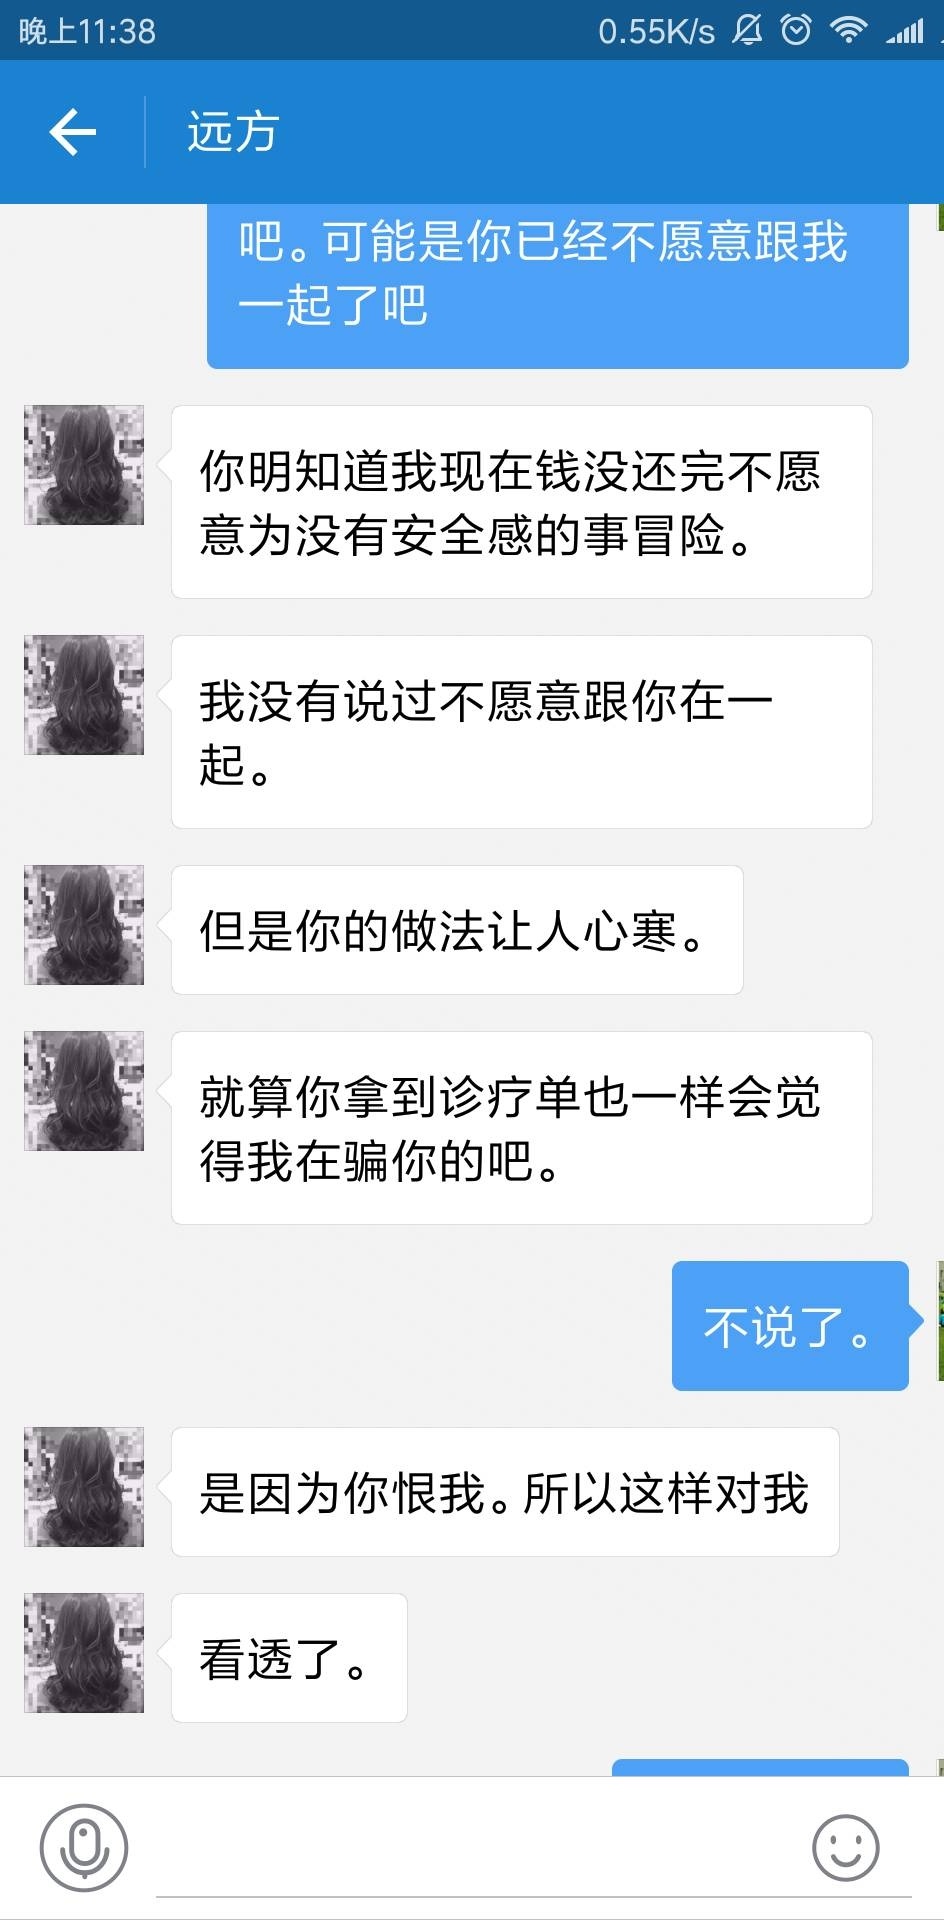 晚上11:38 0.55K/s
远方
吧。可能是你已经不愿意跟我
一起了吧
你明知道我现在钱没还完不愿
意为没有安全感的事冒险。
我没有说过不愿意跟你在一
起。
但是你的做法让人心寒。
就算你拿到诊疗单也一样会觉
得我在骗你的吧。
不说了。
是因为你恨我。所以这样对我
看透了。